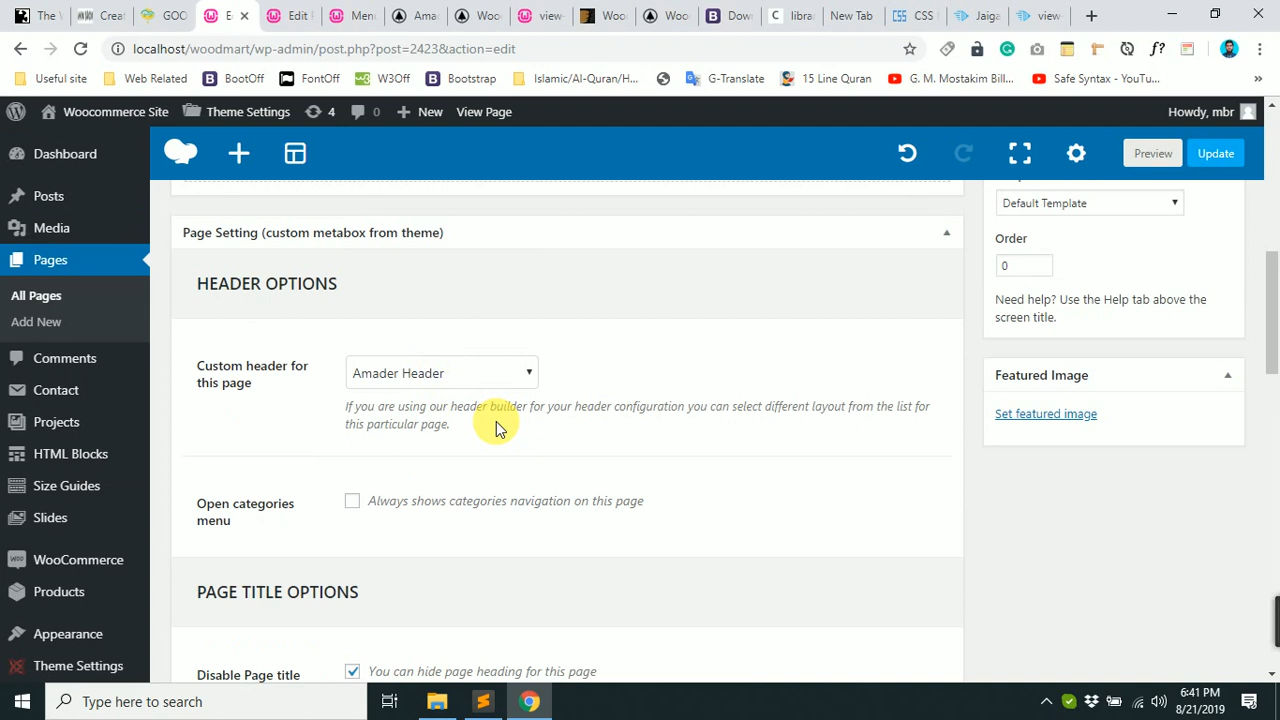 The \
Creat
GOO
E
Edit
Mer
Ama
Woo
view-
Woo
Woo
Dow
libra
New Tab
CSS
Jaiga
view
localhost/woodmart/wp-admin/post.php?post=2423&action=edit
Useful site
Web Related
BootOff
FontOff
W3Off
Bootstrap
Islamic/Al-Quran/H...
G-Translate
15 Line Quran
G. M. Mostakim Bill...
Safe Syntax - YouTu...
»
Woocommerce Site
Theme Settings
4
0
New
View Page
Howdy, mbr
Dashboard
Posts
Media
Pages
All Pages
Add New
Comments
Contact
Projects
HTML Blocks
Size Guides
Slides
WooCommerce
Products
Appearance
Theme Settings
Preview
Update
Page Setting (custom metabox from theme)
HEADER OPTIONS
Custom header for
this page
Amader Header
If you are using our header builder for your header configuration you can select different layout from the list for
this particular page.
Open categories
menu
Always shows categories navigation on this page
PAGE TITLE OPTIONS
Disable Page title
You can hide page heading for this page
Default Template
Order
0
Need help? Use the Help tab above the
screen title.
Featured Image
Set featured image
Type here to search
6:41 PM
8/21/2019